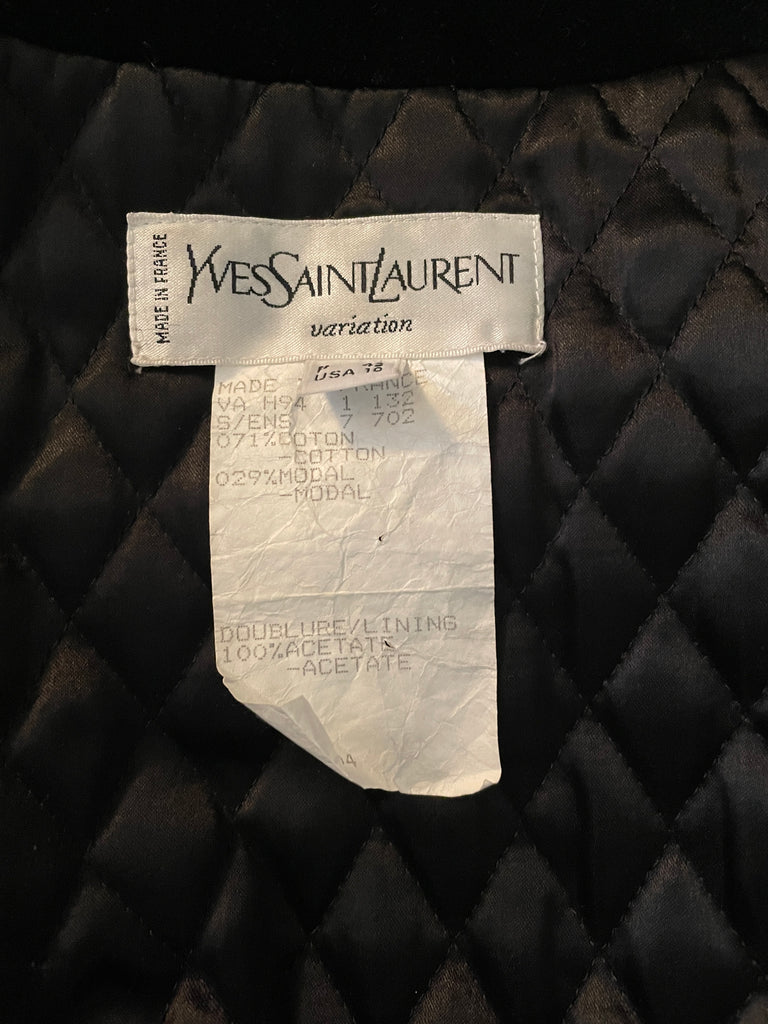 MADE IN FRANCE
YVESSAINTLAURENT
variation
USA
MADE
VA H94 1 132
S/ENS 7 702
071%COTON
-COTTON
029%MODAL
-MODAL
DOUBLURE/LINING
100%ACETATE
-ACETATE